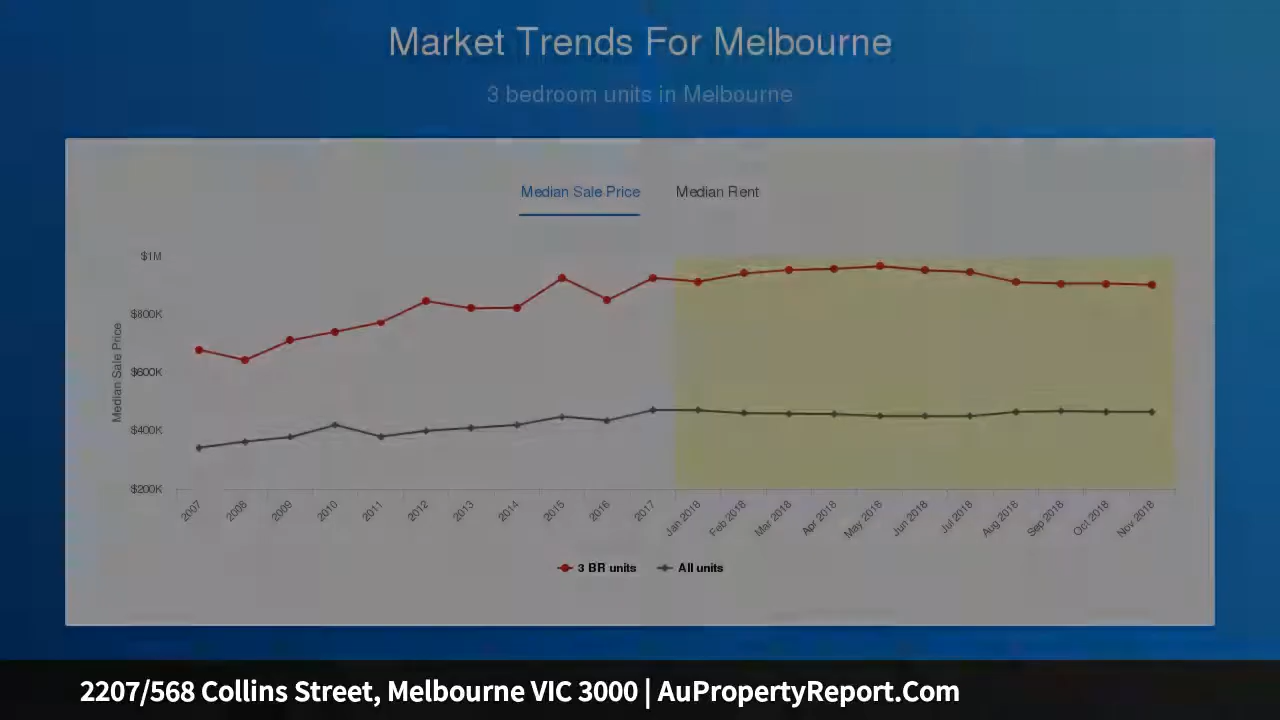 Market Trends For Melbourne
3 bedroom units in Melbourne
Median Sale Price Median Rent
Median Sale Price
$1M
$800K
$600K
$400K
$200K
2007 2008 2009 2010 2011 2012 2013 2014 2015 2016 2017 Jan 2018 Feb 2018 Mar 2018 Apr 2018 May 2018 Jun 2018 Jul 2018 Aug 2018 Sep 2018 Oct 2018 Nov 2018
3 BR units All units
2207/568 Collins Street, Melbourne VIC 3000 | AuPropertyReport.Com